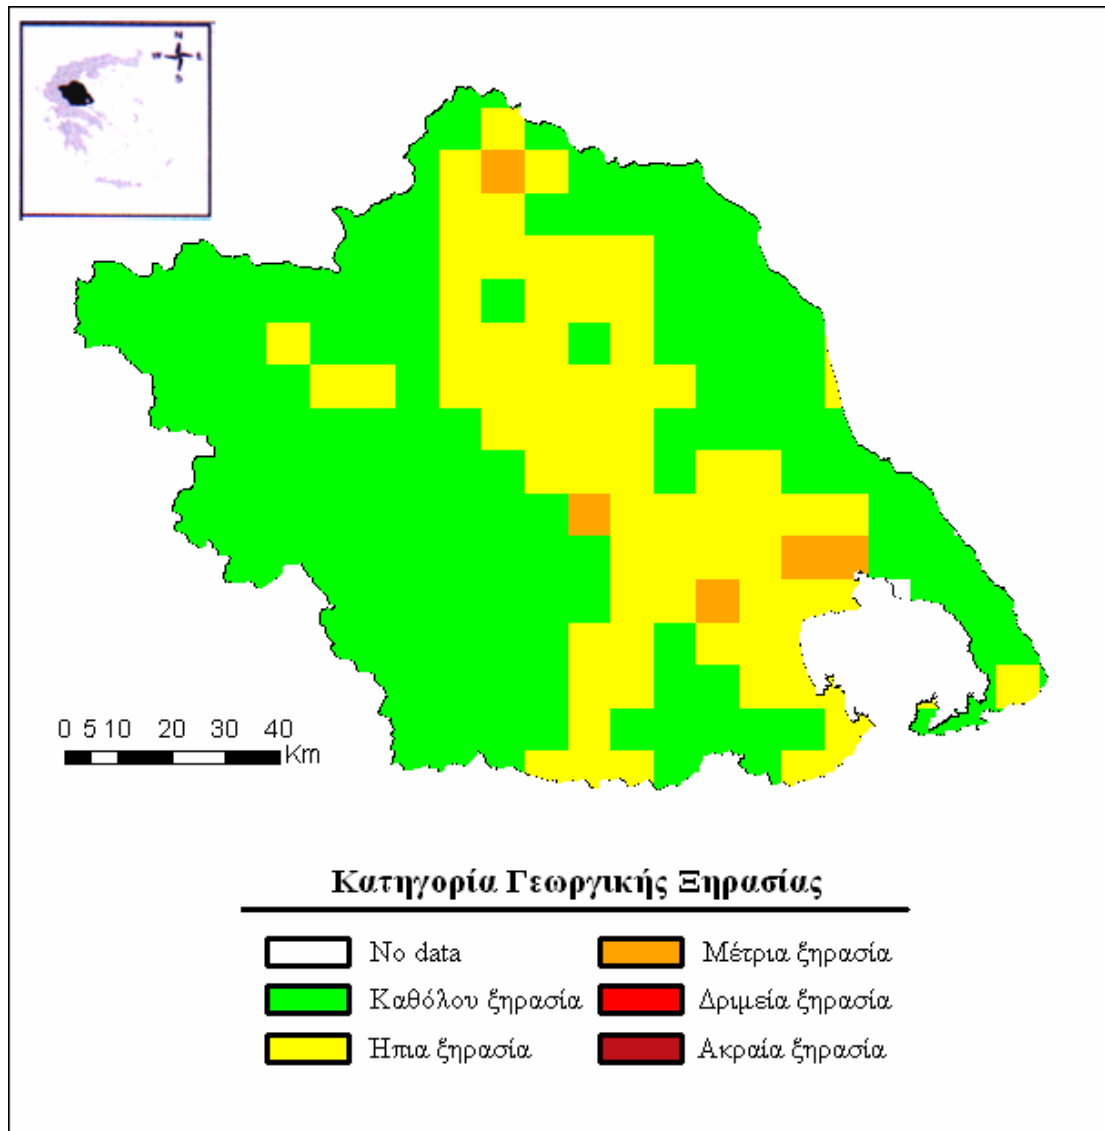 N
W E
S
0 5 10 20 30 40
Km
Κατηγορία Γεωργικής Ξηρασίας
No data
Μέτρια ξηρασία
Καθόλου ξηρασία
Δριμεία ξηρασία
Ηπια ξηρασία
Ακραία ξηρασία